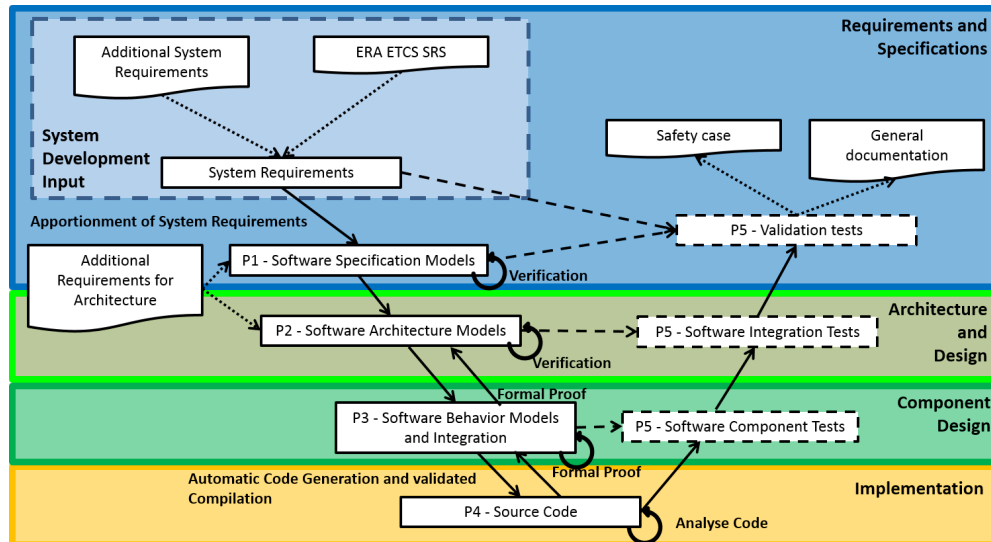 Requirements and
Specifications
Additional System
Requirements
ERA ETCS SRS
System
Development
Input
System Requirements
Safety case
General
documentation
Apportionment of System Requirements
P5 - Validation tests
Additional
Requirements for
Architecture
P1 - Software Specification Models
Verification
Architecture
and
Design
P2 - Software Architecture Models
P5 - Software Integration Tests
Verification
Formal Proof
Component
Design
P3 - Software Behavior Models
and Integration
P5 - Software Component Tests
Formal Proof
Automatic Code Generation and validated
Compilation
Implementation
P4 - Source Code
Analyse Code